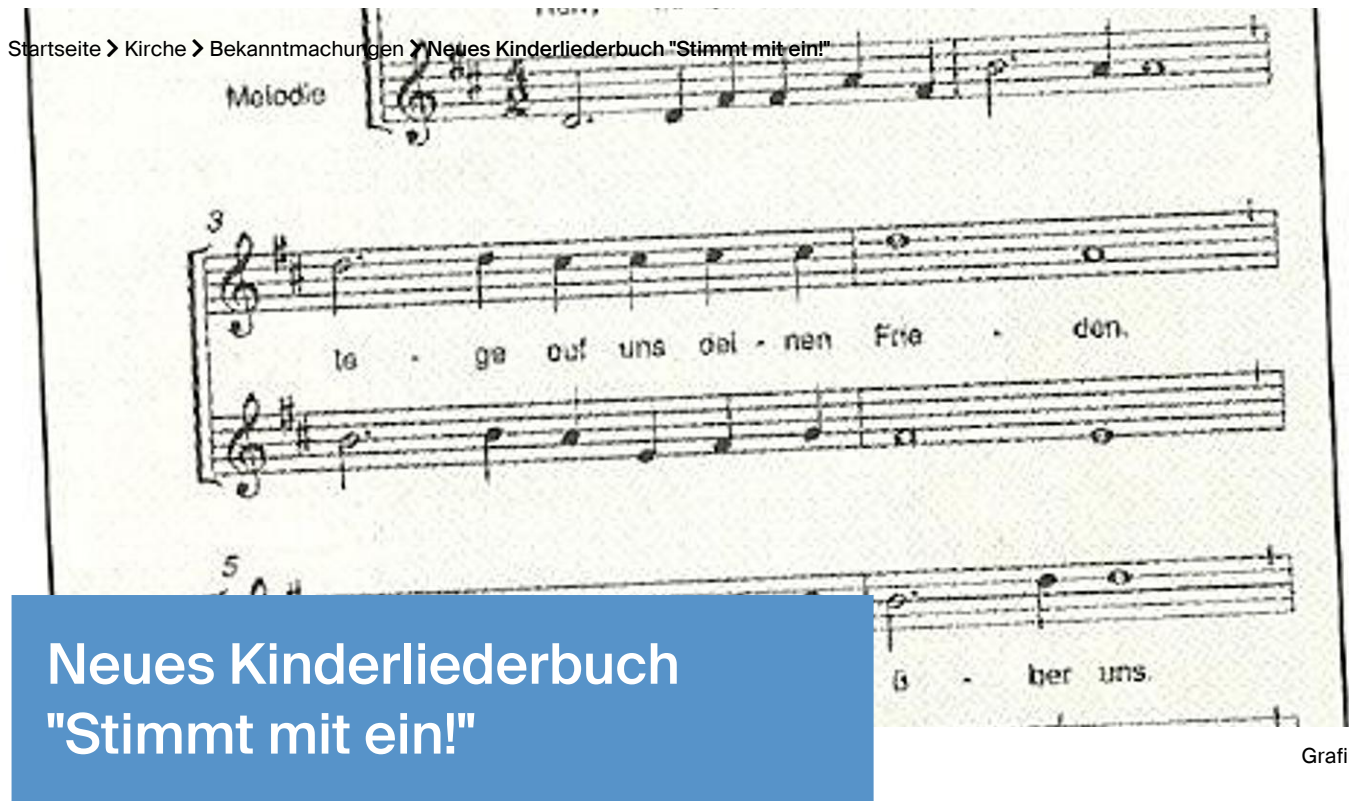 Startseite > Kirche > Bekanntmachungen > Neues Kinderliederbuch "Stimmt mit ein!"
Melodie
3
le - ge auf uns dei - nen Frie - den.
5
ber uns.
Neues Kinderliederbuch
"Stimmt mit ein!"
Grafi